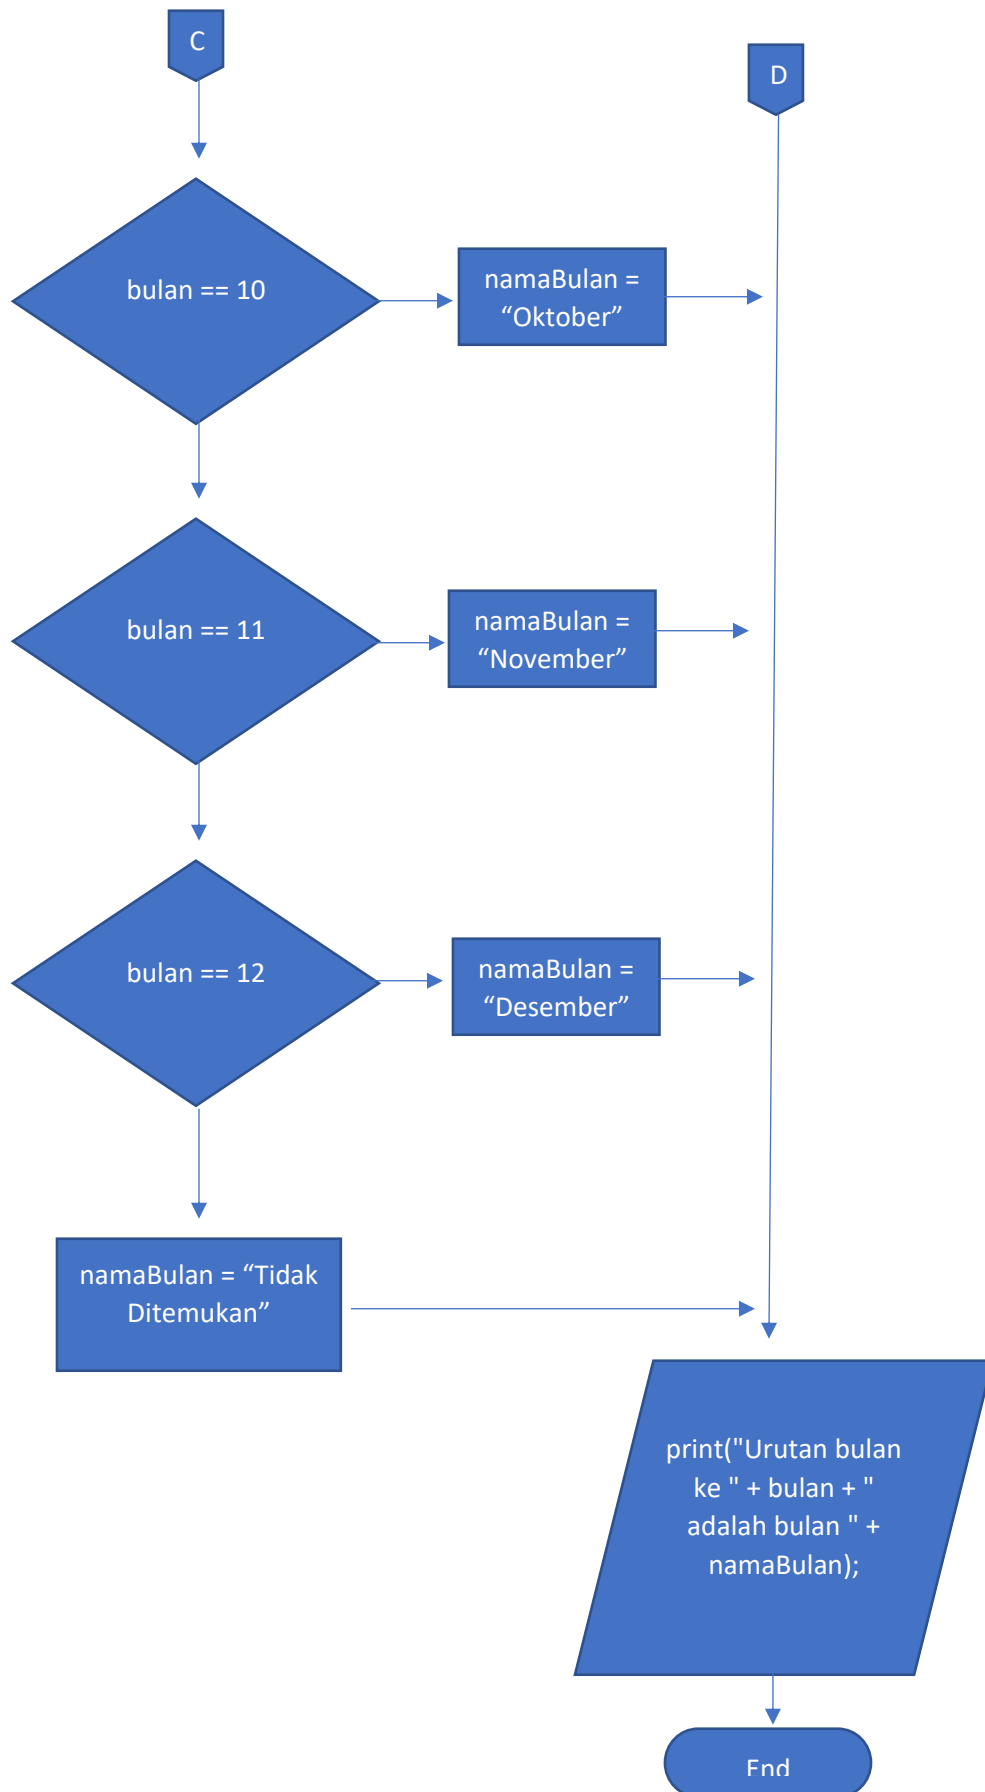 C
D
bulan == 10
namaBulan =
“Oktober”
bulan == 11
namaBulan =
“November”
bulan == 12
namaBulan =
“Desember”
namaBulan = “Tidak
Ditemukan”
print("Urutan bulan
ke " + bulan + "
adalah bulan " +
namaBulan);
End